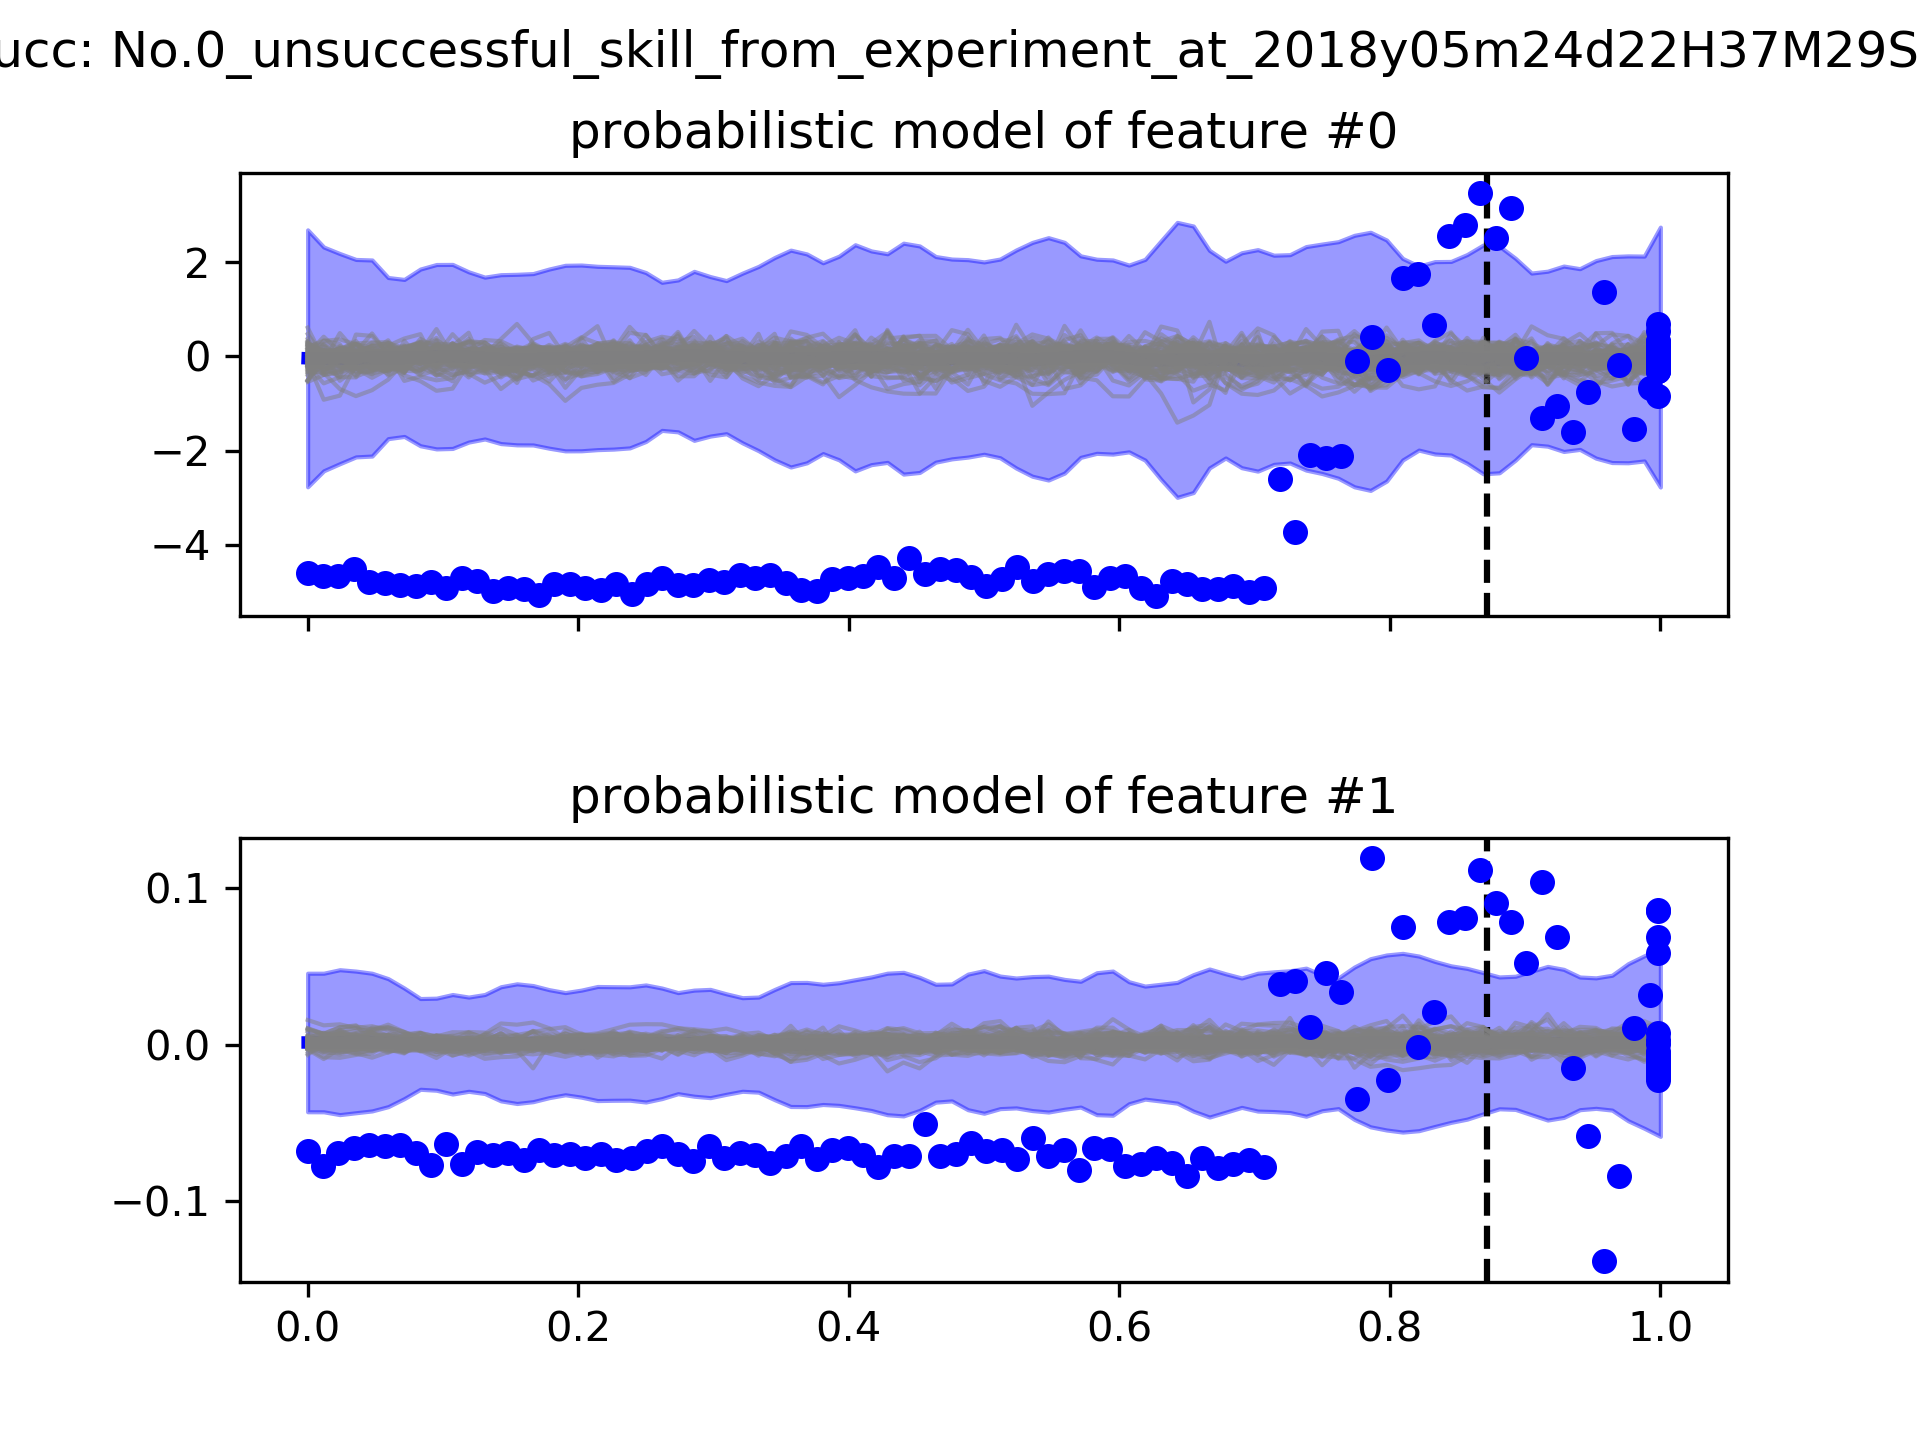 ucc: No.0_unsuccessful_skill_from_experiment_at_2018y05m24d22H37M29S
probabilistic model of feature #0
2
0
−2
−4
probabilistic model of feature #1
0.1
0.0
−0.1
0.0 0.2 0.4 0.6 0.8 1.0